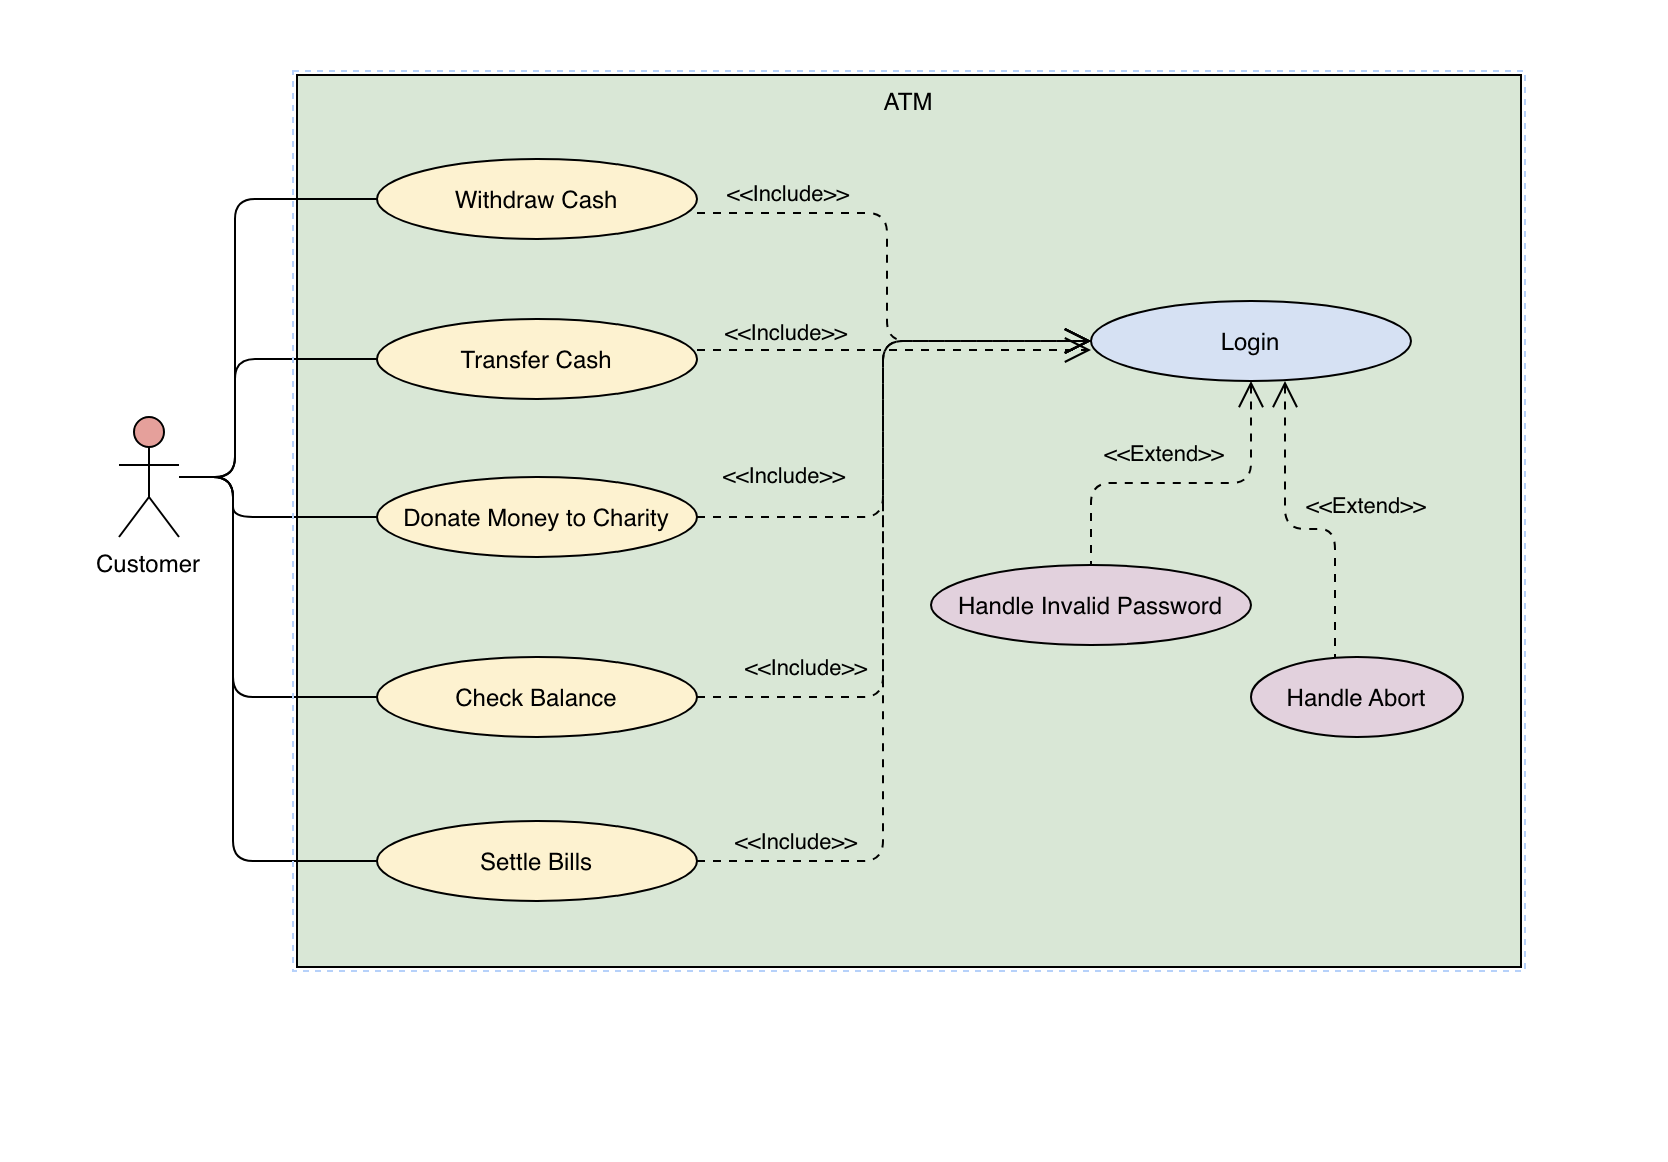 ATM
Withdraw Cash
<<Include>>
Transfer Cash
<<Include>>
Login
Customer
Donate Money to Charity
<<Include>>
<<Extend>>
<<Extend>>
Handle Invalid Password
Check Balance
<<Include>>
Handle Abort
Settle Bills
<<Include>>